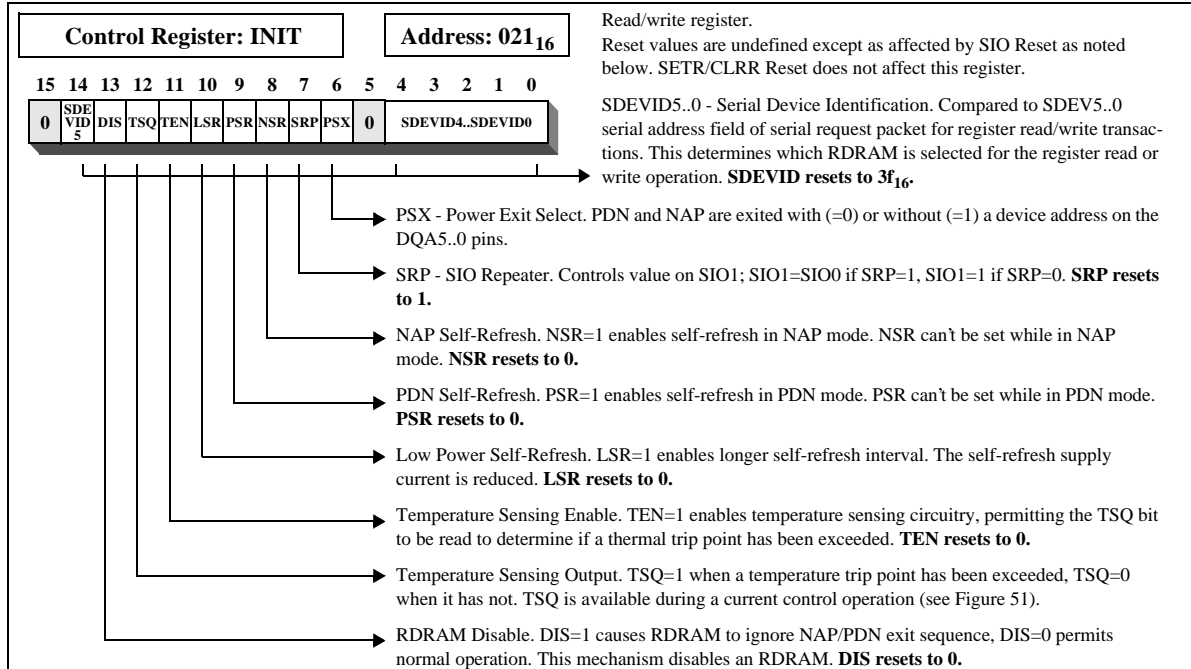 Control Register: INIT
Address: 021₁₆
15 14 13 12 11 10 9 8 7 6 5 4 3 2 1 0
0 SDE VID 5 DIS TSQ TEN LSR PSR NSR SRP PSX 0 SDEVID4..SDEVID0
Read/write register.
Reset values are undefined except as affected by SIO Reset as noted
below. SETR/CLRR Reset does not affect this register.
SDEVID5..0 - Serial Device Identification. Compared to SDEV5..0
serial address field of serial request packet for register read/write transac-
tions. This determines which RDRAM is selected for the register read or
write operation. SDEVID resets to 3f₁₆.
PSX - Power Exit Select. PDN and NAP are exited with (=0) or without (=1) a device address on the
DQA5..0 pins.
SRP - SIO Repeater. Controls value on SIO1; SIO1=SIO0 if SRP=1, SIO1=1 if SRP=0. SRP resets
to 1.
NAP Self-Refresh. NSR=1 enables self-refresh in NAP mode. NSR can't be set while in NAP
mode. NSR resets to 0.
PDN Self-Refresh. PSR=1 enables self-refresh in PDN mode. PSR can't be set while in PDN mode.
PSR resets to 0.
Low Power Self-Refresh. LSR=1 enables longer self-refresh interval. The self-refresh supply
current is reduced. LSR resets to 0.
Temperature Sensing Enable. TEN=1 enables temperature sensing circuitry, permitting the TSQ bit
to be read to determine if a thermal trip point has been exceeded. TEN resets to 0.
Temperature Sensing Output. TSQ=1 when a temperature trip point has been exceeded, TSQ=0
when it has not. TSQ is available during a current control operation (see Figure 51).
RDRAM Disable. DIS=1 causes RDRAM to ignore NAP/PDN exit sequence, DIS=0 permits
normal operation. This mechanism disables an RDRAM. DIS resets to 0.